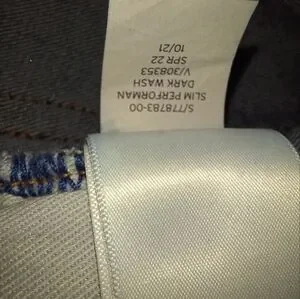 S/778783-00
SLIM PERFORMAN
DARK WASH
V/308353
SPR 22
10/21